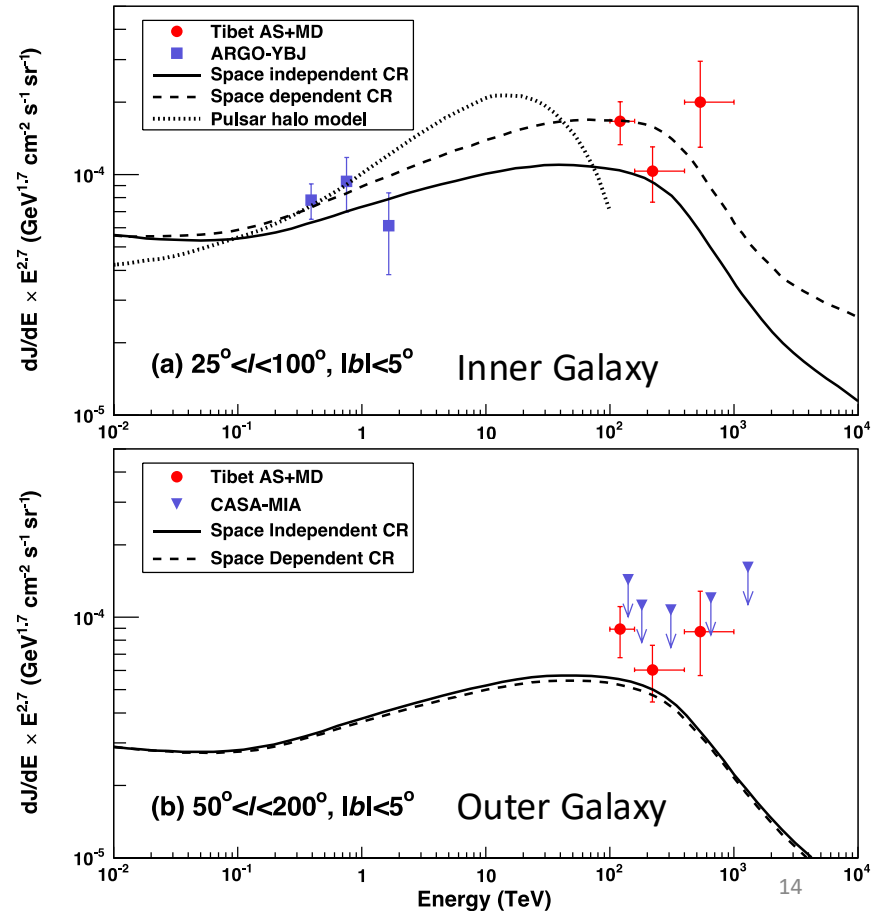 Tibet AS+MD
ARGO-YBJ
Space independent CR
Space dependent CR
Pulsar halo model
dJ/dE × E^2.7 (GeV^1.7 cm^-2 s^-1 sr^-1)
10^-4
10^-5
(a) 25°<l<100°, |b|<5° Inner Galaxy
10^-2 10^-1 1 10 10^2 10^3 10^4
Tibet AS+MD
CASA-MIA
Space Independent CR
Space Dependent CR
dJ/dE × E^2.7 (GeV^1.7 cm^-2 s^-1 sr^-1)
10^-4
10^-5
(b) 50°<l<200°, |b|<5° Outer Galaxy
10^-2 10^-1 1 10 10^2 10^3 10^4
Energy (TeV)
14